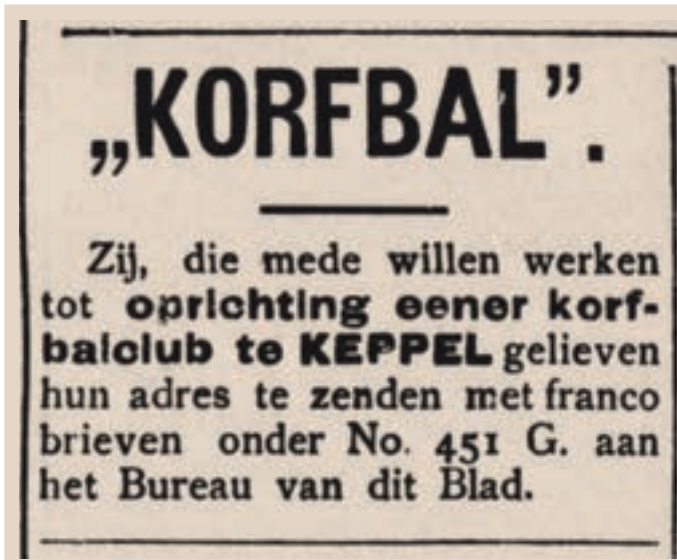 „KORFBAL”.
Zij, die mede willen werken
tot oprichting eener korf-
balclub te KEPPEL gelieven
hun adres te zenden met franco
brieven onder No. 451 G. aan
het Bureau van dit Blad.